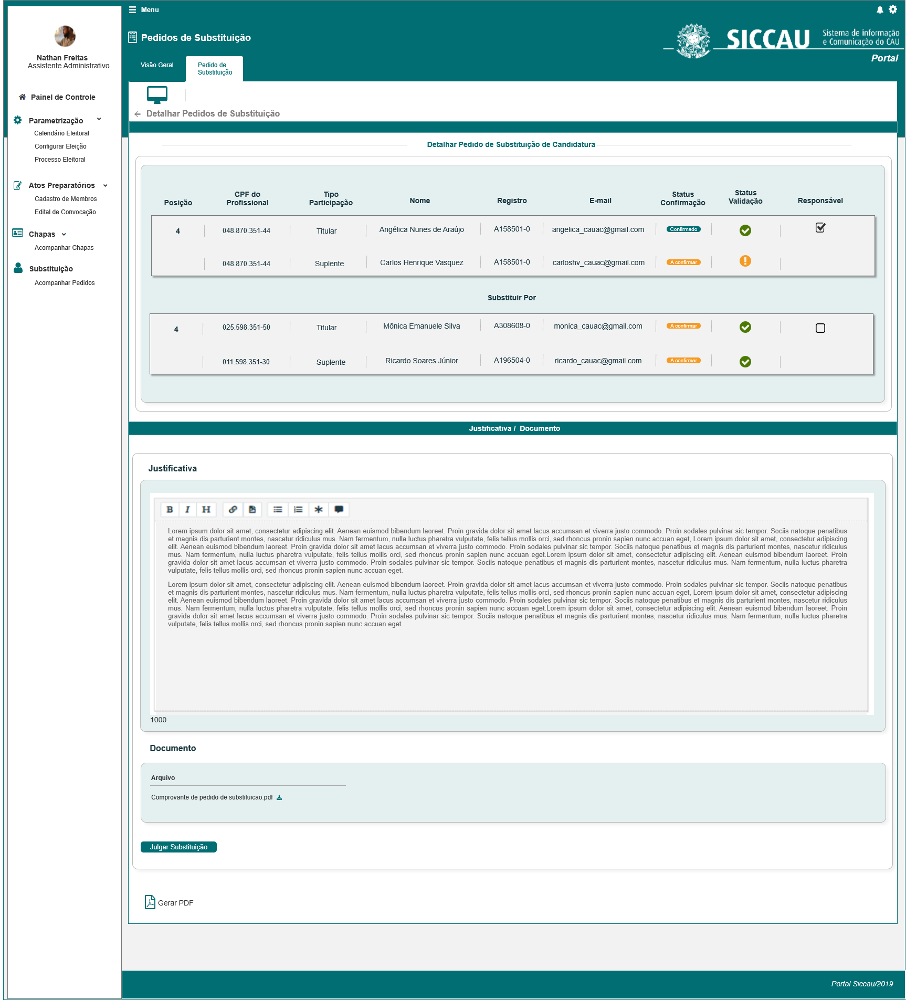 Menu
Pedidos de Substituição
SICCAU
Sistema de informação
e Comunicação do CAU
Portal
Visão Geral
Pedido de
Substituição
Nathan Freitas
Assistente Administrativo
Painel de Controle
Parametrização
Calendário Eleitoral
Configurar Eleição
Processo Eleitoral
Atos Preparatórios
Cadastro de Membros
Edital de Convocação
Chapas
Acompanhar Chapas
Substituição
Acompanhar Pedidos
Detalhar Pedidos de Substituição
Detalhar Pedido de Substituição de Candidatura
Posição CPF do Profissional Tipo Participação Nome Registro E-mail Status Confirmação Status Validação Responsável
4 048.870.351-44 Titular Angélica Nunes de Araújo A158501-0 angelica_cauac@gmail.com Confirmado
048.870.351-44 Suplente Carlos Henrique Vasquez A158501-0 carloshv_cauac@gmail.com A confirmar
Substituir Por
4 025.598.351-50 Titular Mônica Emanuele Silva A308608-0 monica_cauac@gmail.com A confirmar
011.598.351-30 Suplente Ricardo Soares Júnior A196504-0 ricardo_cauac@gmail.com A confirmar
Justificativa / Documento
Justificativa
B I H
Lorem ipsum dolor sit amet, consectetur adipiscing elit. Aenean euismod bibendum laoreet. Proin gravida dolor sit amet lacus accumsan et viverra justo commodo. Proin sodales pulvinar sic tempor. Sociis natoque penatibus
et magnis dis parturient montes, nascetur ridiculus mus. Nam fermentum, nulla luctus pharetra vulputate, felis tellus mollis orci, sed rhoncus pronin sapien nunc accuan eget, Lorem ipsum dolor sit amet, consectetur adipiscing
elit. Aenean euismod bibendum laoreet. Proin gravida dolor sit amet lacus accumsan et viverra justo commodo. Proin sodales pulvinar sic tempor. Sociis natoque penatibus et magnis dis parturient montes, nascetur ridiculus
mus. Nam fermentum, nulla luctus pharetra vulputate, felis tellus mollis orci, sed rhoncus pronin sapien nunc accuan eget.Lorem ipsum dolor sit amet, consectetur adipiscing elit. Aenean euismod bibendum laoreet. Proin
gravida dolor sit amet lacus accumsan et viverra justo commodo. Proin sodales pulvinar sic tempor. Sociis natoque penatibus et magnis dis parturient montes, nascetur ridiculus mus. Nam fermentum, nulla luctus pharetra
vulputate, felis tellus mollis orci, sed rhoncus pronin sapien nunc accuan eget.
Lorem ipsum dolor sit amet, consectetur adipiscing elit. Aenean euismod bibendum laoreet. Proin gravida dolor sit amet lacus accumsan et viverra justo commodo. Proin sodales pulvinar sic tempor. Sociis natoque penatibus
et magnis dis parturient montes, nascetur ridiculus mus. Nam fermentum, nulla luctus pharetra vulputate, felis tellus mollis orci, sed rhoncus pronin sapien nunc accuan eget, Lorem ipsum dolor sit amet, consectetur adipiscing
elit. Aenean euismod bibendum laoreet. Proin gravida dolor sit amet lacus accumsan et viverra justo commodo. Proin sodales pulvinar sic tempor. Sociis natoque penatibus et magnis dis parturient montes, nascetur ridiculus
mus. Nam fermentum, nulla luctus pharetra vulputate, felis tellus mollis orci, sed rhoncus pronin sapien nunc accuan eget.Lorem ipsum dolor sit amet, consectetur adipiscing elit. Aenean euismod bibendum laoreet. Proin
gravida dolor sit amet lacus accumsan et viverra justo commodo. Proin sodales pulvinar sic tempor. Sociis natoque penatibus et magnis dis parturient montes, nascetur ridiculus mus. Nam fermentum, nulla luctus pharetra
vulputate, felis tellus mollis orci, sed rhoncus pronin sapien nunc accuan eget.
1000
Documento
Arquivo
Comprovante de pedido de substituicao.pdf
Julgar Substituição
Gerar PDF
Portal Siccau/2019